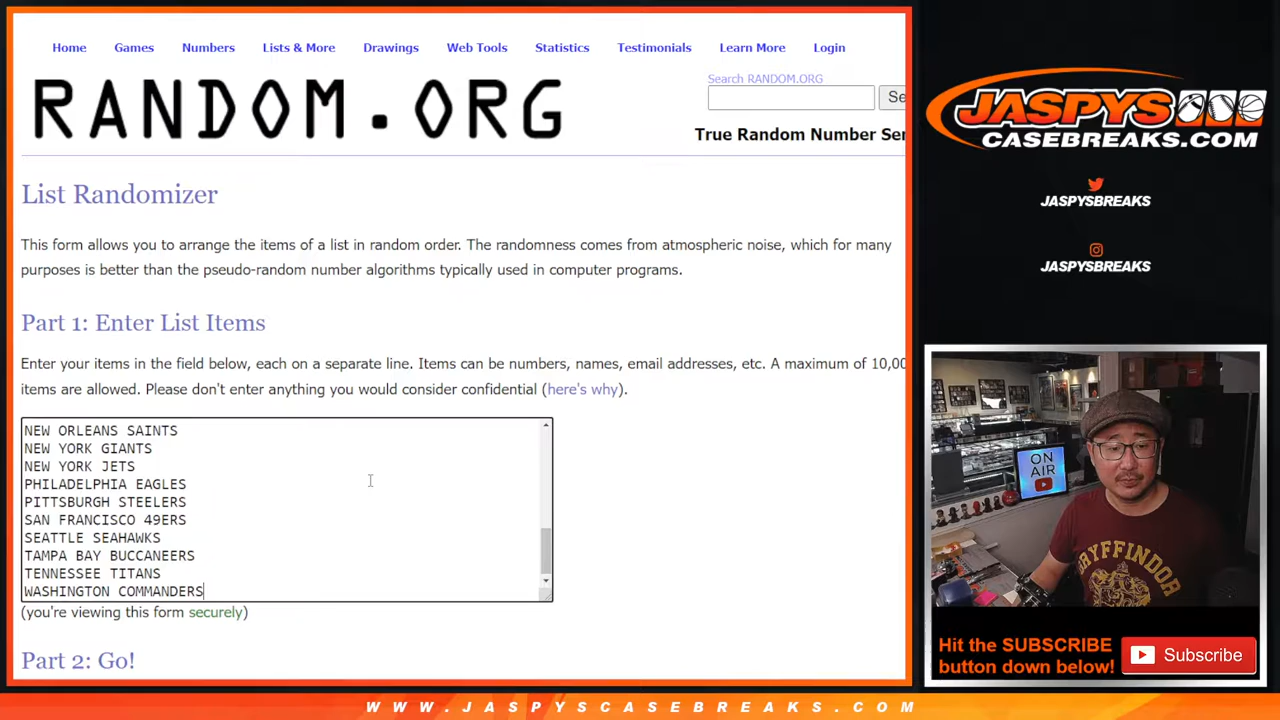 Home Games Numbers Lists & More Drawings Web Tools Statistics Testimonials Learn More Login
RANDOM.ORG
Search RANDOM.ORG
Se
True Random Number Ser
List Randomizer
This form allows you to arrange the items of a list in random order. The randomness comes from atmospheric noise, which for many
purposes is better than the pseudo-random number algorithms typically used in computer programs.
Part 1: Enter List Items
Enter your items in the field below, each on a separate line. Items can be numbers, names, email addresses, etc. A maximum of 10,00
items are allowed. Please don't enter anything you would consider confidential (here's why).
NEW ORLEANS SAINTS
NEW YORK GIANTS
NEW YORK JETS
PHILADELPHIA EAGLES
PITTSBURGH STEELERS
SAN FRANCISCO 49ERS
SEATTLE SEAHAWKS
TAMPA BAY BUCCANEERS
TENNESSEE TITANS
WASHINGTON COMMANDERS
(you're viewing this form securely)
Part 2: Go!
JASPYS
CASEBREAKS.COM
JASPYSBREAKS
JASPYSBREAKS
ON
AIR
GRYFFINDOR
Hit the SUBSCRIBE
button down below!
Subscribe
WWW.JASPYSCASEBREAKS.COM